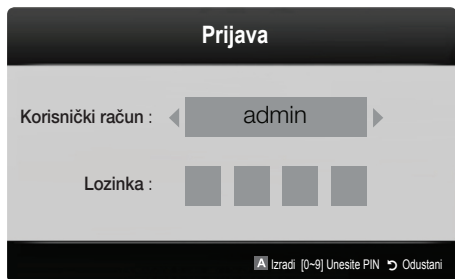 Prijava
Korisnički račun : admin
Lozinka :
A Izradi [0~9] Unesite PIN Odustani